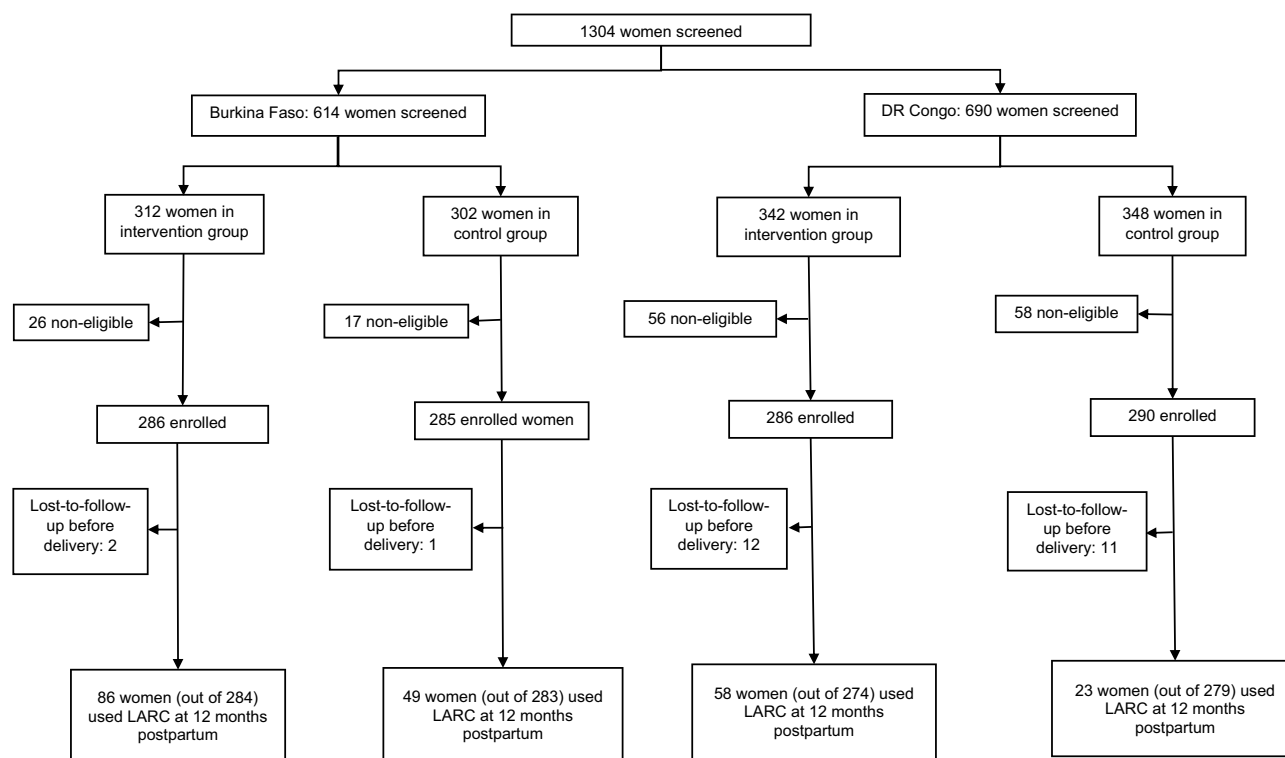 1304 women screened
Burkina Faso: 614 women screened
DR Congo: 690 women screened
312 women in
intervention group
302 women in
control group
342 women in
intervention group
348 women in
control group
26 non-eligible
17 non-eligible
56 non-eligible
58 non-eligible
286 enrolled
285 enrolled women
286 enrolled
290 enrolled
Lost-to-follow-
up before
delivery: 2
Lost-to-follow-
up before
delivery: 1
Lost-to-follow-
up before
delivery: 12
Lost-to-follow-
up before
delivery: 11
86 women (out of 284)
used LARC at 12 months
postpartum
49 women (out of 283) used
LARC at 12 months
postpartum
58 women (out of 274) used
LARC at 12 months
postpartum
23 women (out of 279) used
LARC at 12 months
postpartum